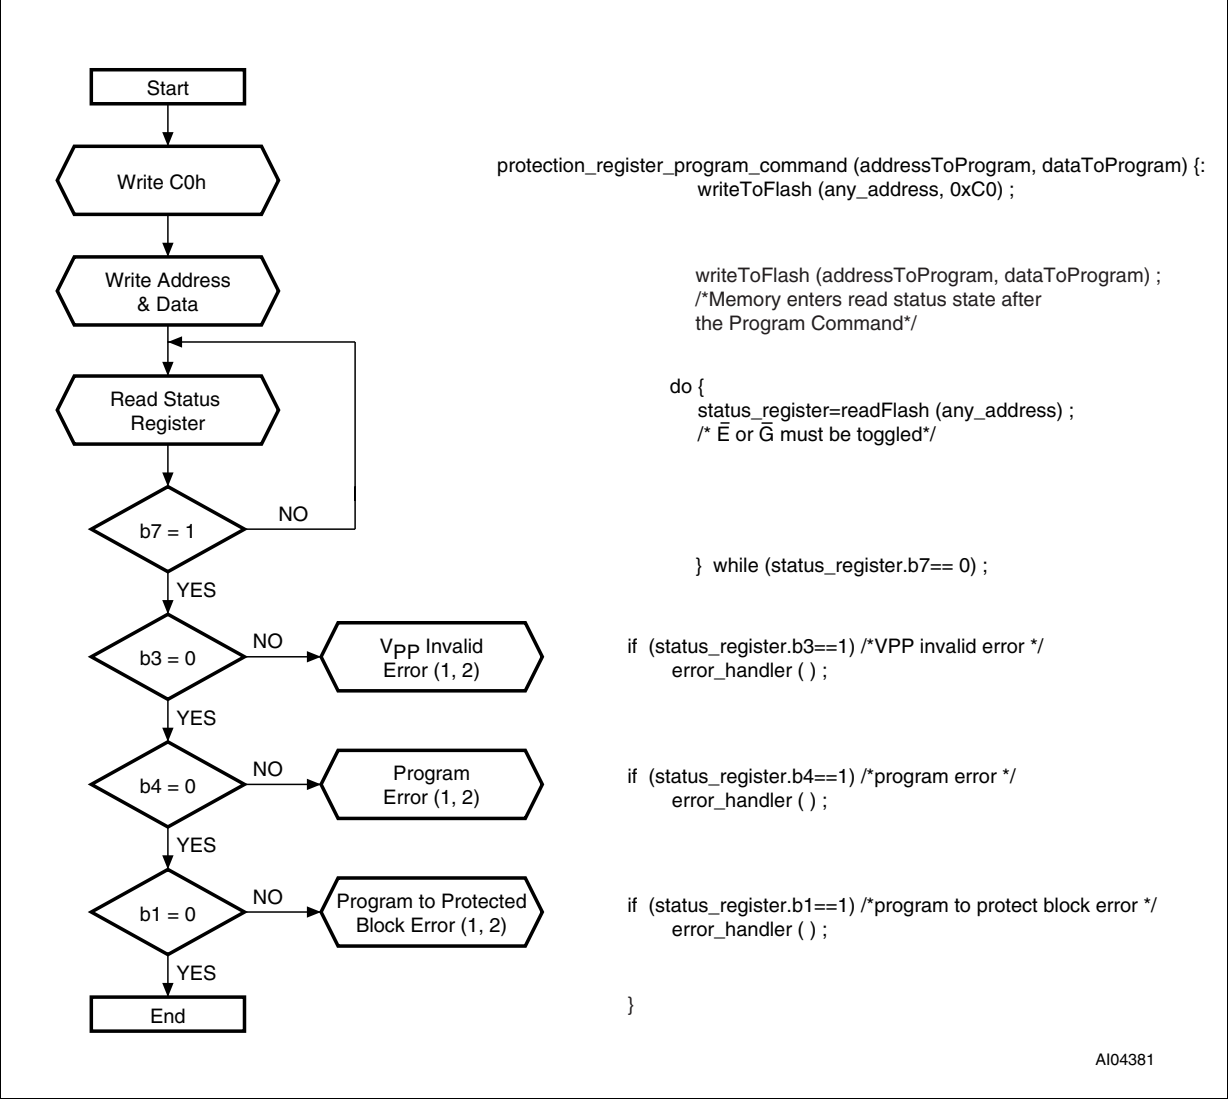 Start
Write C0h
protection_register_program_command (addressToProgram, dataToProgram) {:
writeToFlash (any_address, 0xC0) ;
Write Address
& Data
writeToFlash (addressToProgram, dataToProgram) ;
/*Memory enters read status state after
the Program Command*/
Read Status
Register
do {
status_register=readFlash (any_address) ;
/* E̅ or G̅ must be toggled*/
b7 = 1
NO
YES
} while (status_register.b7== 0) ;
b3 = 0
NO
YES
VPP Invalid
Error (1, 2)
if (status_register.b3==1) /*VPP invalid error */
error_handler ( ) ;
b4 = 0
NO
YES
Program
Error (1, 2)
if (status_register.b4==1) /*program error */
error_handler ( ) ;
b1 = 0
NO
YES
Program to Protected
Block Error (1, 2)
if (status_register.b1==1) /*program to protect block error */
error_handler ( ) ;
End
}
AI04381